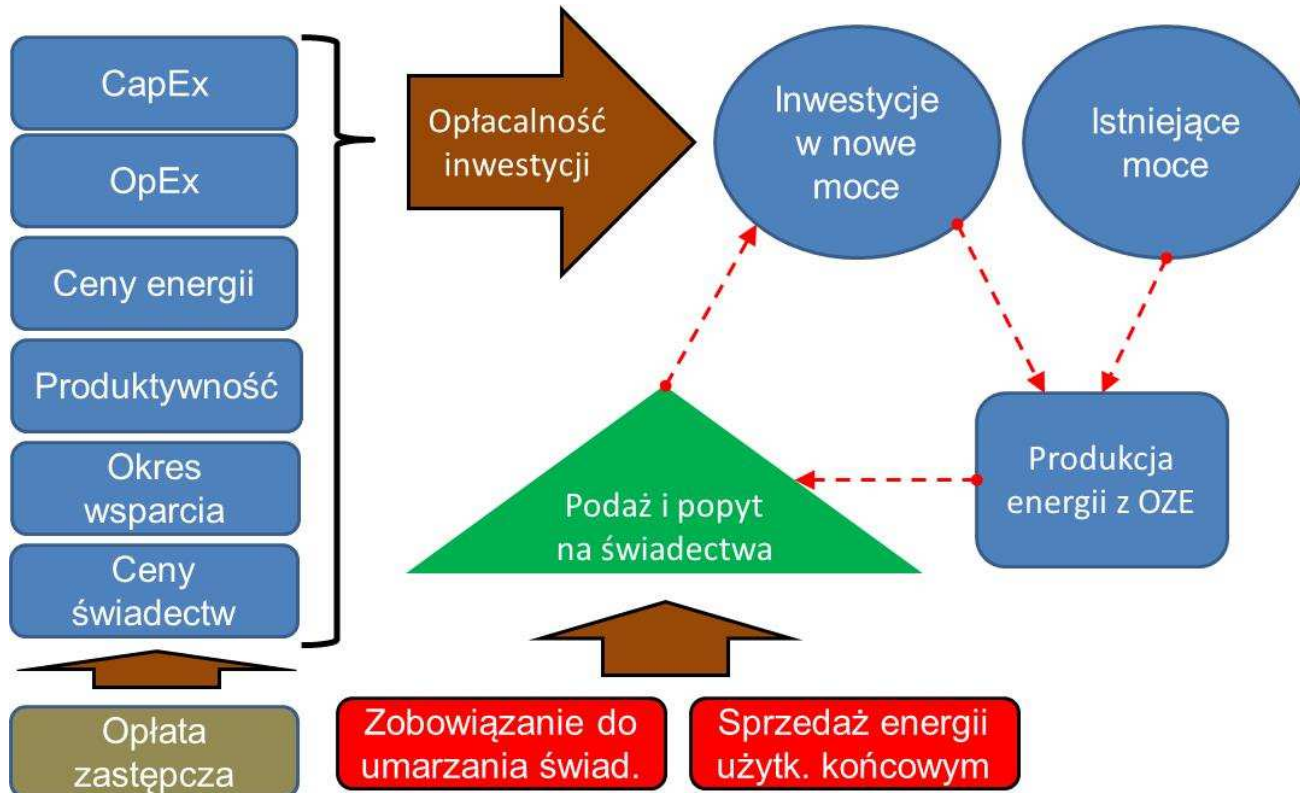 CapEx
OpEx
Ceny energii
Produktywność
Okres
wsparcia
Ceny
świadectw
Opłata
zastępcza
Opłacalność
inwestycji
Inwestycje
w nowe
moce
Istniejące
moce
Produkcja
energii z OZE
Podaż i popyt
na świadectwa
Zobowiązanie do
umarzania świad.
Sprzedaż energii
użytk. końcowym